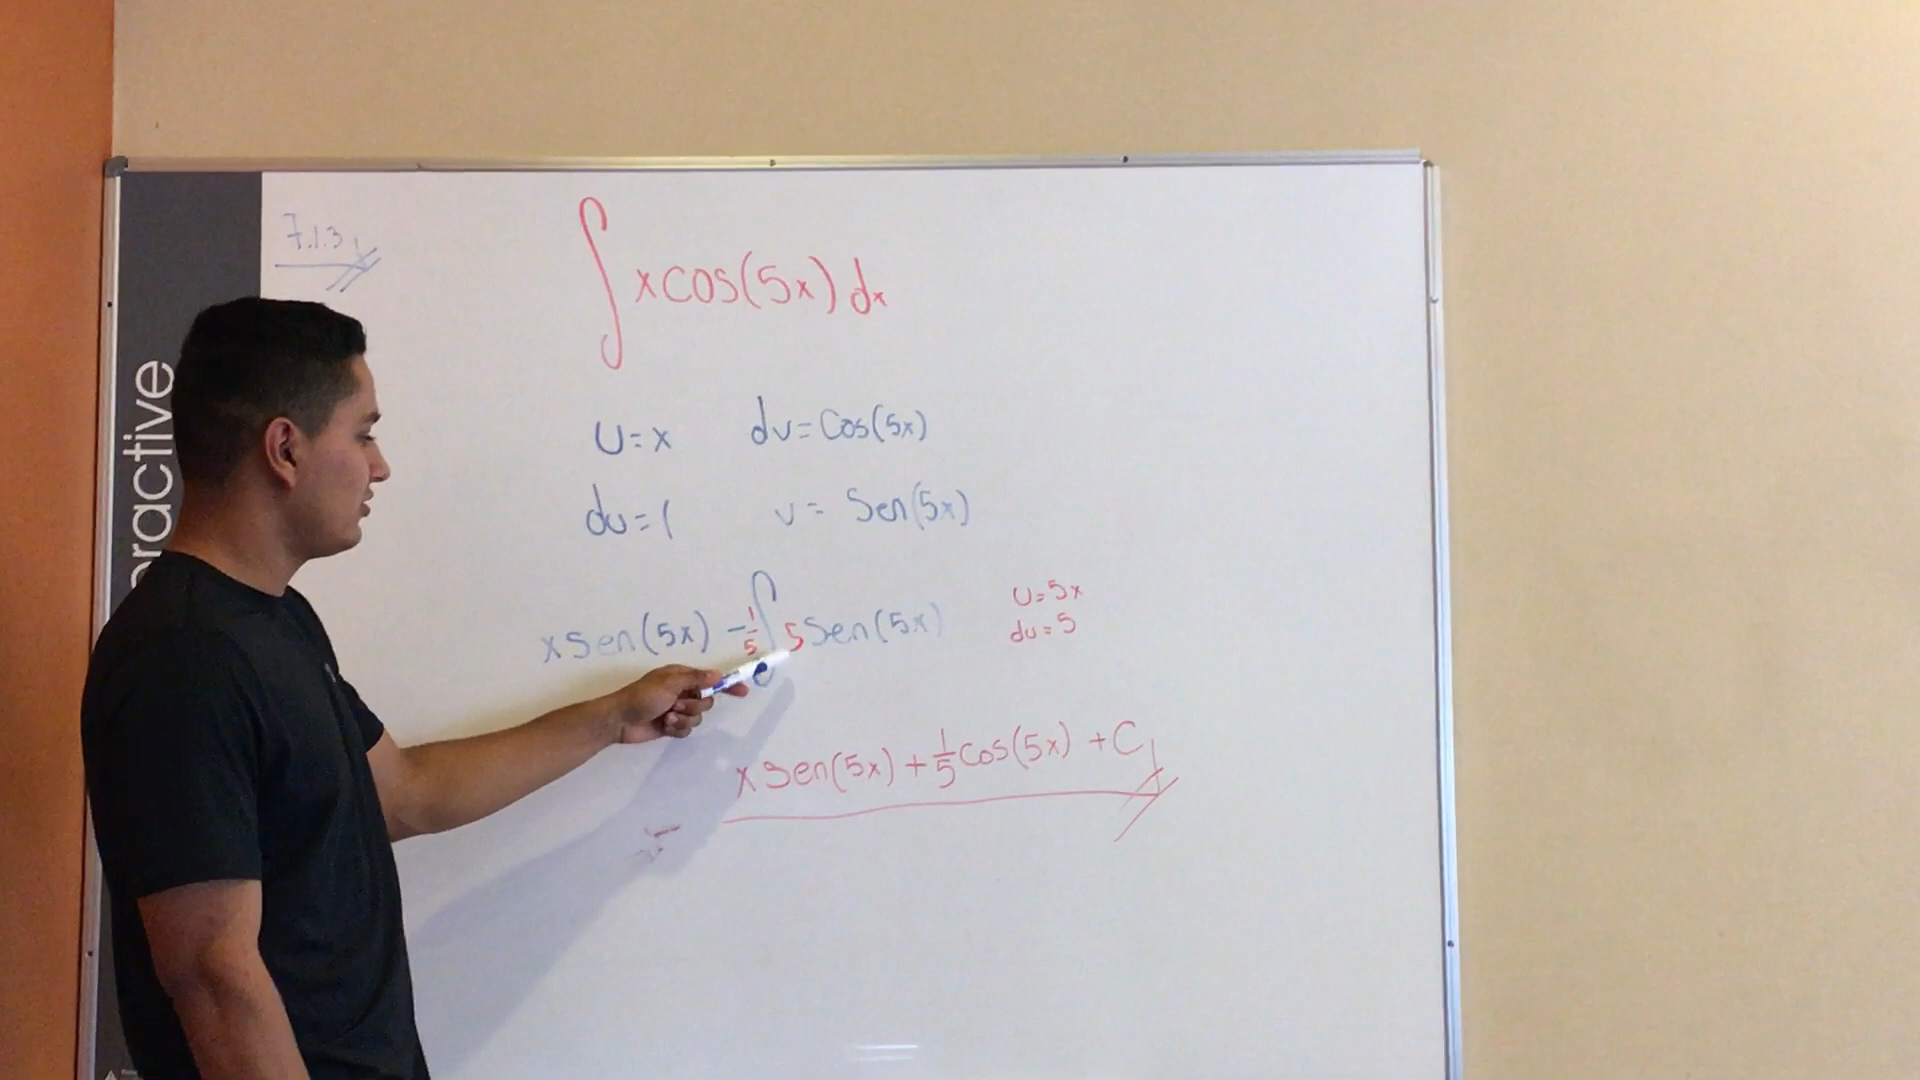 7.1.3
∫ x cos(5x) dx
U = x dv = Cos(5x)
du = 1 v = Sen(5x)
x Sen(5x) - 1/5 ∫ 5 Sen(5x)
U = 5x
du = 5
x Sen(5x) + 1/5 Cos(5x) + C
eractive